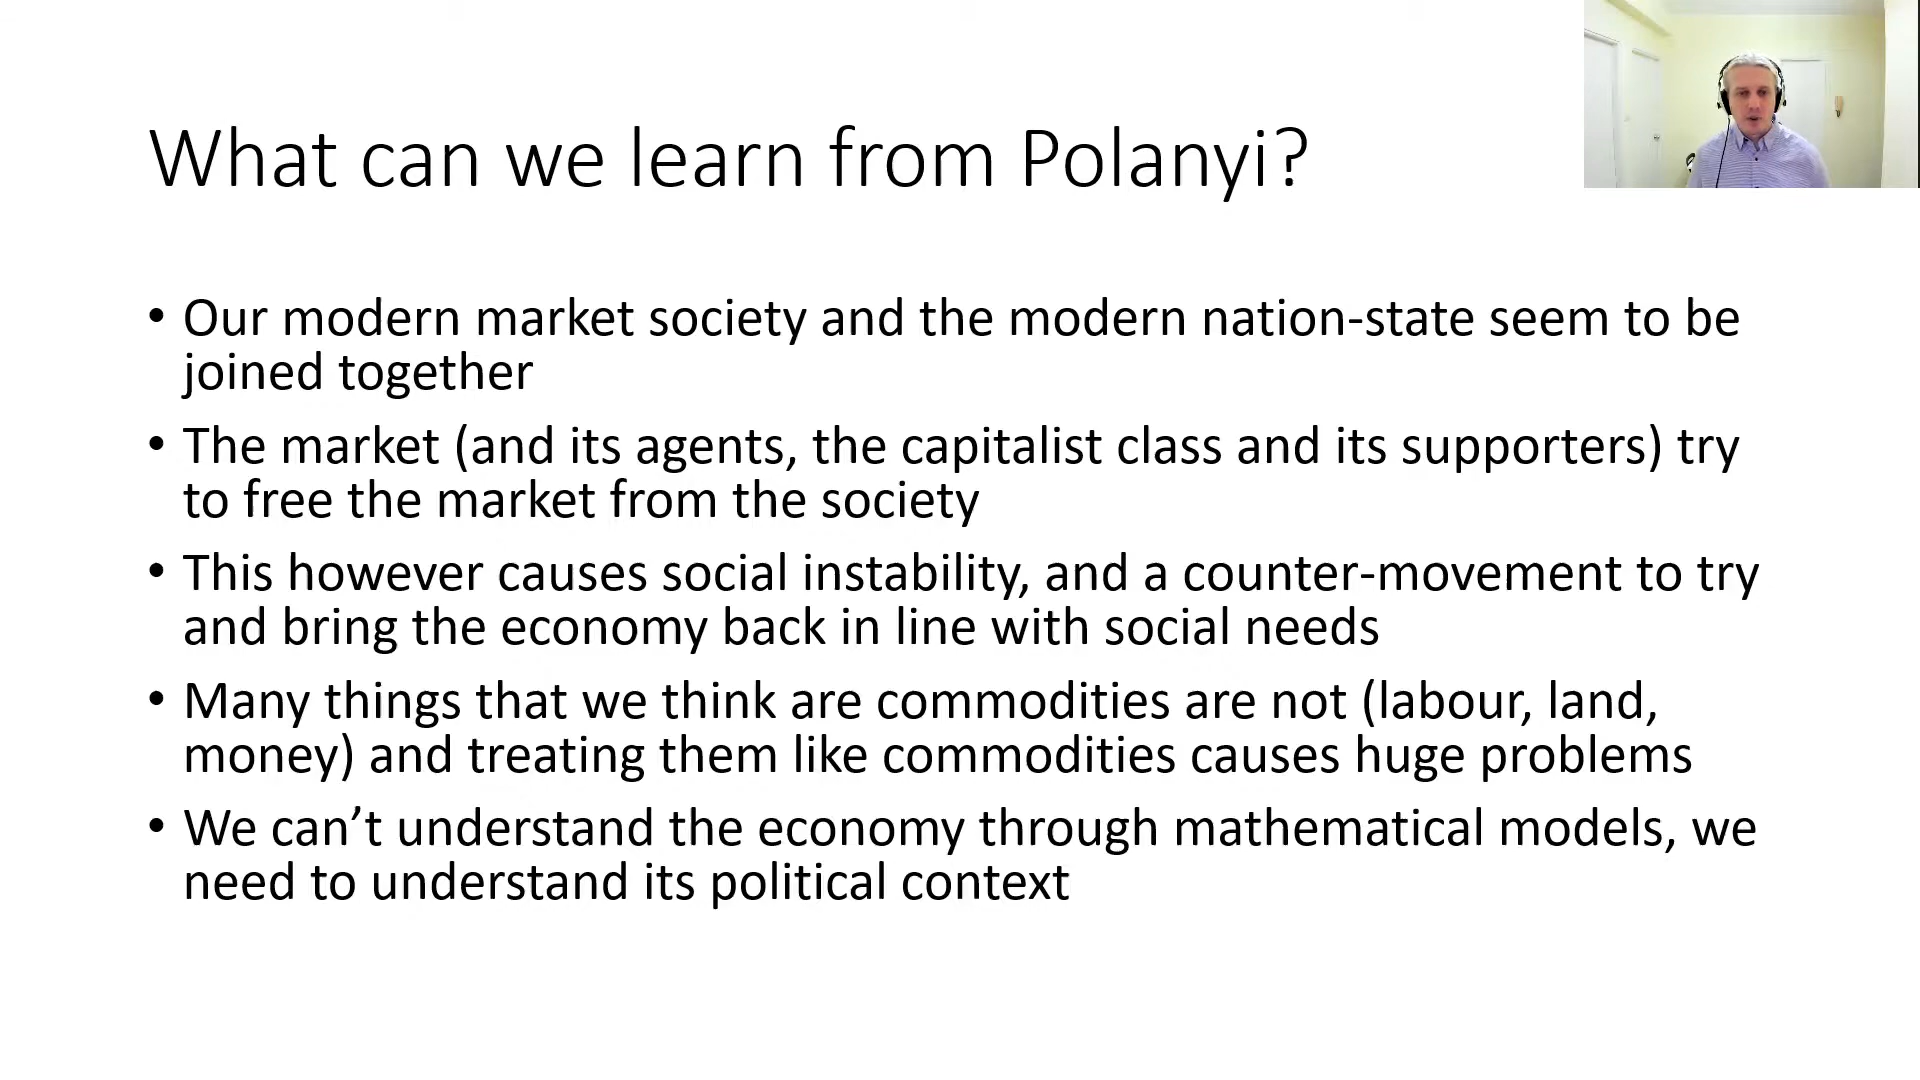 What can we learn from Polanyi?
• Our modern market society and the modern nation-state seem to be
joined together
• The market (and its agents, the capitalist class and its supporters) try
to free the market from the society
• This however causes social instability, and a counter-movement to try
and bring the economy back in line with social needs
• Many things that we think are commodities are not (labour, land,
money) and treating them like commodities causes huge problems
• We can’t understand the economy through mathematical models, we
need to understand its political context